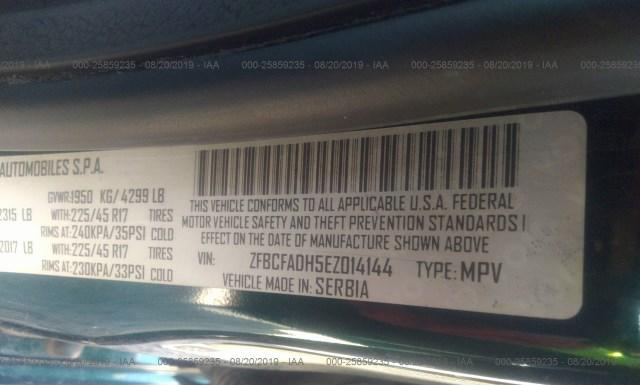 000-25859235 - 08/20/2019 - IAA 000-25859235 - 08/20/2019 - IAA
AUTOMOBILES S.P.A.
GVWR:1950 KG/ 4299 LB
2315 LB WITH:225/45 R17 TIRES
RIMS AT:240KPA/35PSI COLD
2017 LB WITH:225/45 R17 TIRES
RIMS AT:230KPA/33PSI COLD
THIS VEHICLE CONFORMS TO ALL APPLICABLE U.S.A. FEDERAL
MOTOR VEHICLE SAFETY AND THEFT PREVENTION STANDARDS I
EFFECT ON THE DATE OF MANUFACTURE SHOWN ABOVE
VIN: ZFBCFADH5EZ014144 TYPE: MPV
VEHICLE MADE IN: SERBIA
000-25859235 - 08/20/2019 - IAA 000-25859235 - 08/20/2019 - IAA